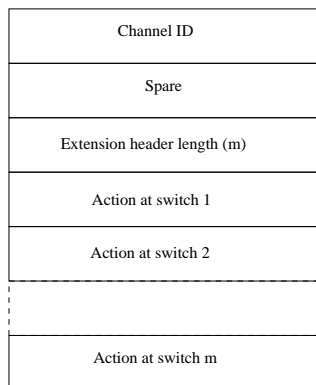 Channel ID
Spare
Extension header length (m)
Action at switch 1
Action at switch 2
Action at switch m